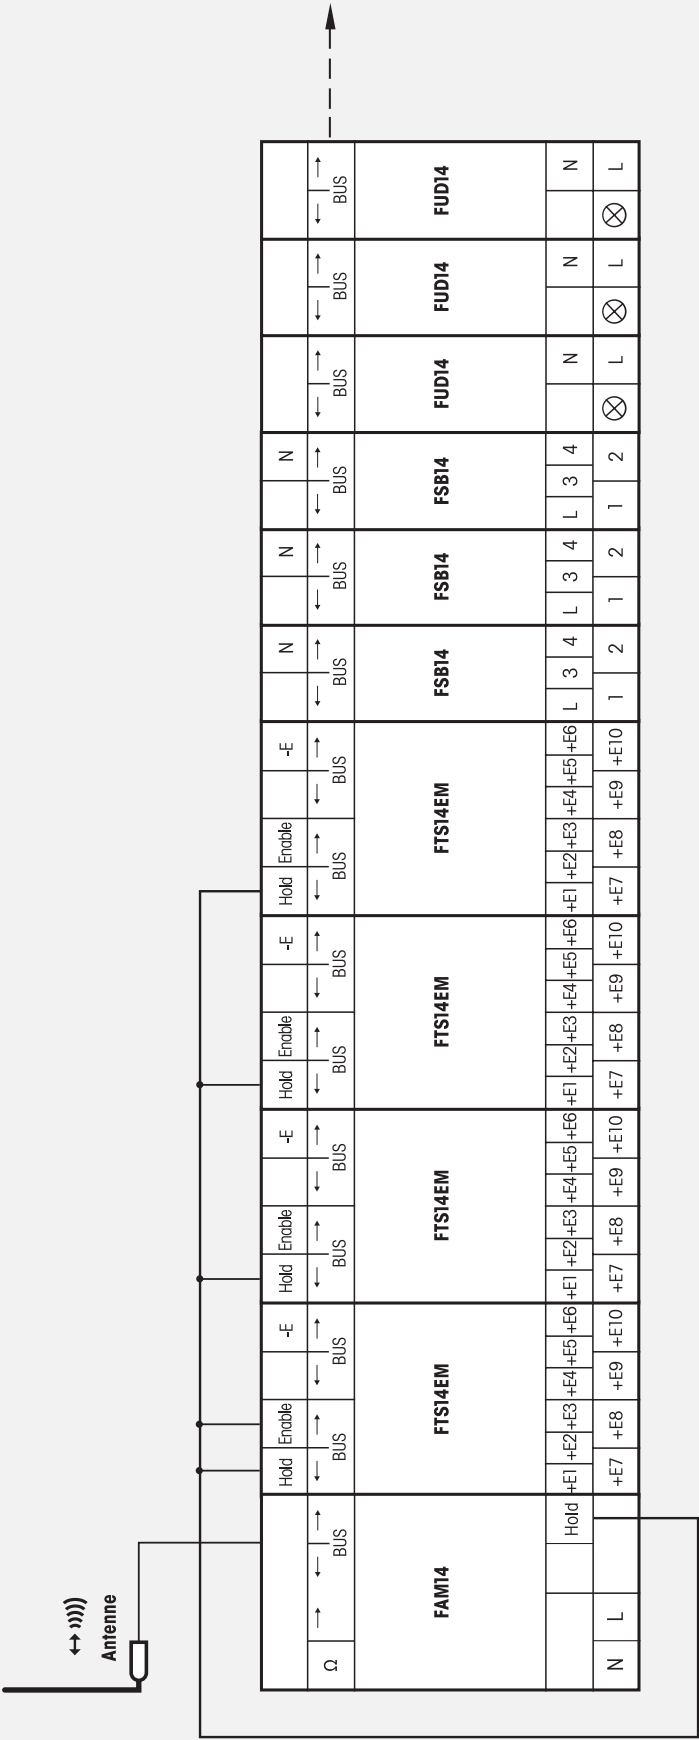 Antenne
Hold Enable -E Hold Enable -E Hold Enable -E Hold Enable -E N N N
Ω BUS BUS BUS BUS BUS BUS BUS BUS BUS BUS BUS BUS BUS BUS BUS
FAM14 FTS14EM FTS14EM FTS14EM FTS14EM FSB14 FSB14 FSB14 FUD14 FUD14 FUD14
Hold +E1 +E2 +E3 +E4 +E5 +E6 +E1 +E2 +E3 +E4 +E5 +E6 +E1 +E2 +E3 +E4 +E5 +E6 +E1 +E2 +E3 +E4 +E5 +E6 L 3 4 L 3 4 L 3 4 N N N
N L +E7 +E8 +E9 +E10 +E7 +E8 +E9 +E10 +E7 +E8 +E9 +E10 +E7 +E8 +E9 +E10 1 2 1 2 1 2 L L L